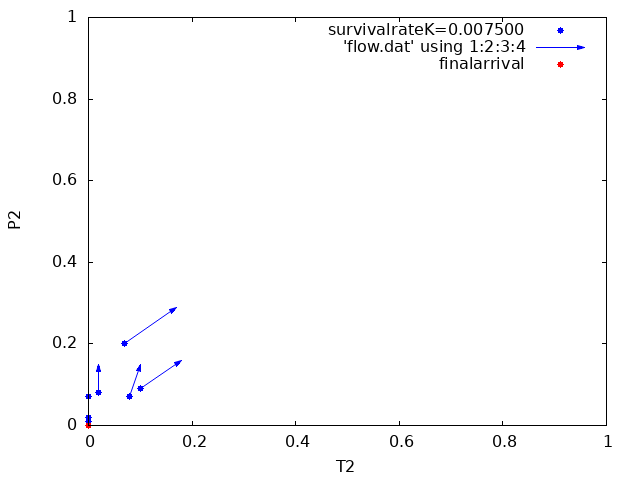 survivalrateK=0.007500
'flow.dat' using 1:2:3:4
finalarrival
1
0.8
0.6
0.4
0.2
0
P2
0 0.2 0.4 0.6 0.8 1
T2